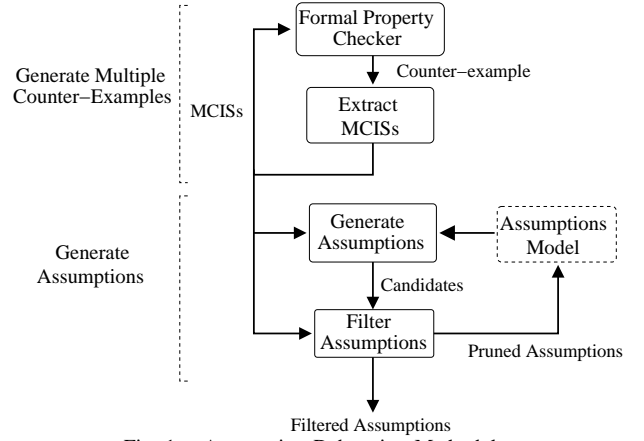 Formal Property
Checker
Counter−example
Generate Multiple
Counter−Examples
MCISs
Extract
MCISs
Generate
Assumptions
Generate
Assumptions
Assumptions
Model
Candidates
Filter
Assumptions
Pruned Assumptions
Filtered Assumptions